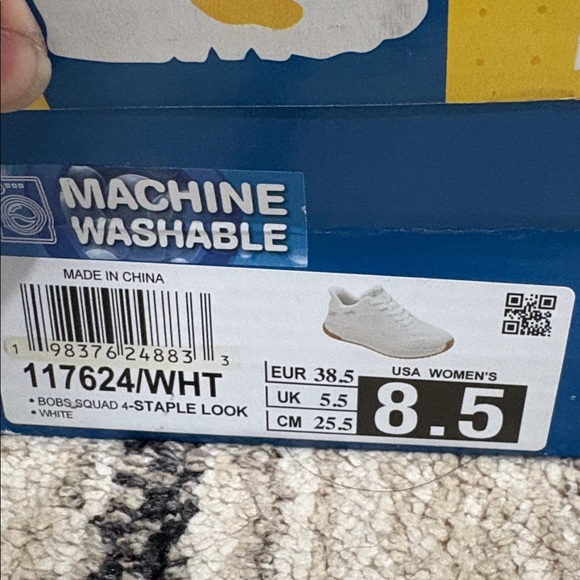 MACHINE
WASHABLE
MADE IN CHINA
1 98376 24883 3
117624/WHT
• BOBS SQUAD 4-STAPLE LOOK
• WHITE
EUR 38.5
UK 5.5
CM 25.5
USA WOMEN'S
8.5